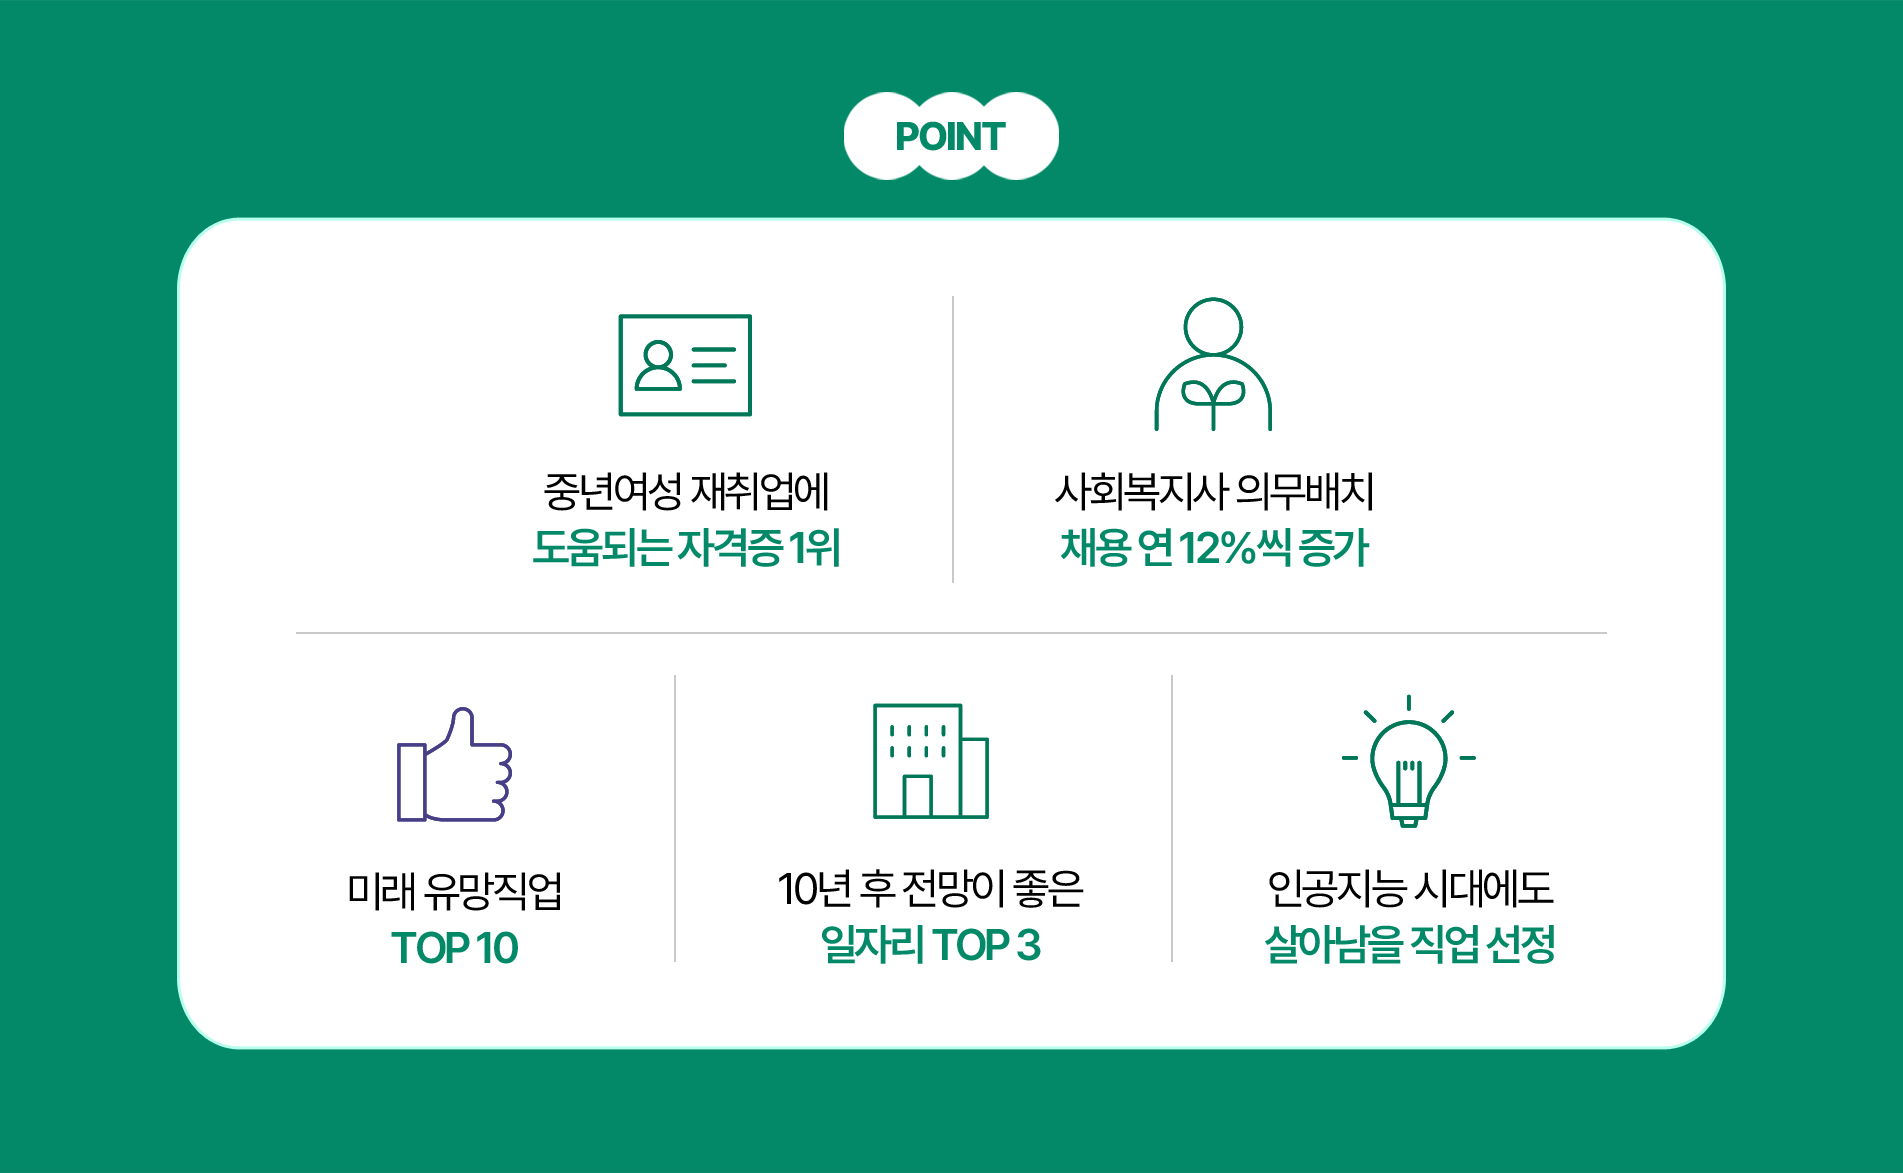 POINT
중년여성 재취업에
도움되는 자격증 1위
사회복지사 의무배치
채용 연 12%씩 증가
미래 유망직업
TOP 10
10년 후 전망이 좋은
일자리 TOP 3
인공지능 시대에도
살아남을 직업 선정